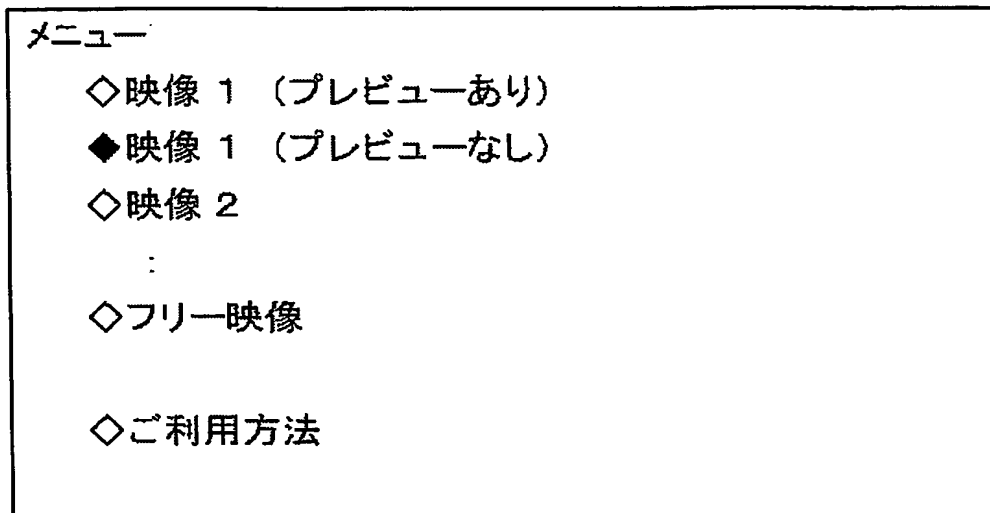 メニュー
◇映像 1 (プレビューあり)
◆映像 1 (プレビューなし)
◇映像 2
:
◇フリー映像
◇ご利用方法